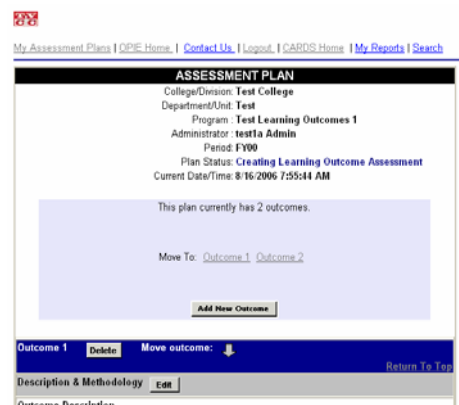 My Assessment Plans | OPIE Home | Contact Us | Logout | CARDS Home | My Reports | Search
ASSESSMENT PLAN
College/Division: Test College
Department/Unit: Test
Program : Test Learning Outcomes 1
Administrator : test1a Admin
Period: FY00
Plan Status: Creating Learning Outcome Assessment
Current Date/Time: 8/16/2006 7:55:44 AM
This plan currently has 2 outcomes.
Move To: Outcome 1 Outcome 2
Add New Outcome
Outcome 1 Delete Move outcome:
Return To Top
Description & Methodology Edit
Outcome Description